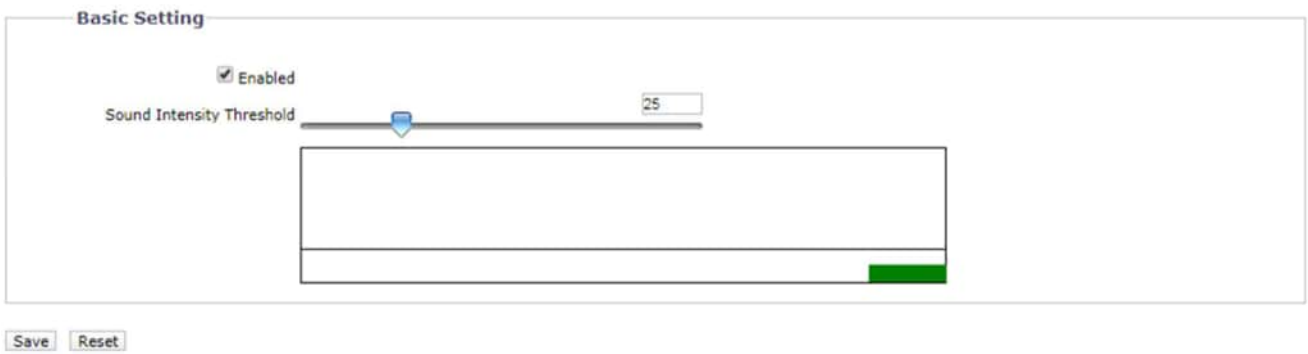 Basic Setting
Enabled
25
Sound Intensity Threshold
Save Reset